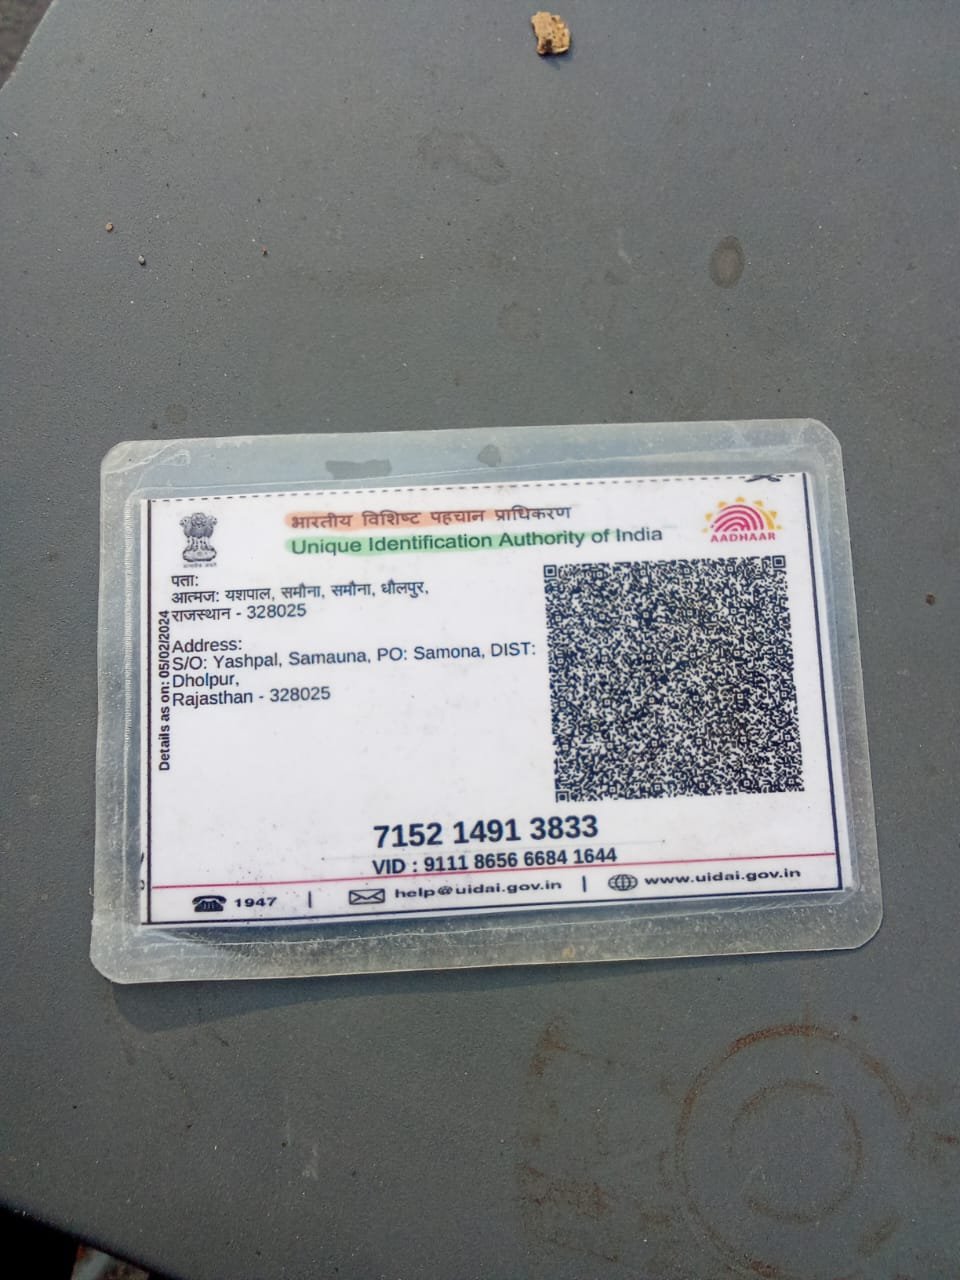 भारतीय विशिष्ट पहचान प्राधिकरण
Unique Identification Authority of India
AADHAAR
पता:
आत्मज: यशपाल, समौना, समौना, धौलपुर,
राजस्थान - 328025
Address:
S/O: Yashpal, Samauna, PO: Samona, DIST:
Dholpur,
Rajasthan - 328025
Details as on: 05/02/2024
7152 1491 3833
VID : 9111 8656 6684 1644
1947 | help@uidai.gov.in | www.uidai.gov.in